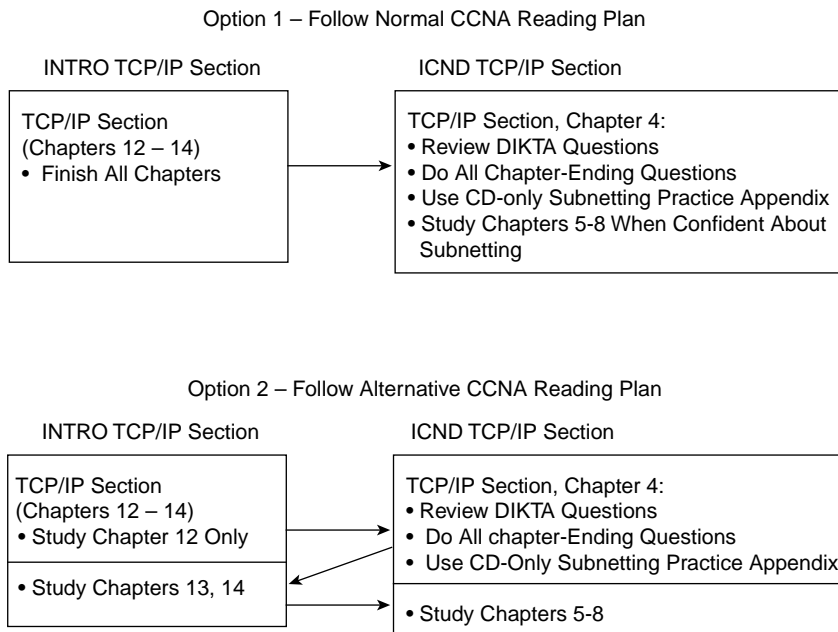 Option 1 – Follow Normal CCNA Reading Plan
INTRO TCP/IP Section
ICND TCP/IP Section
TCP/IP Section
(Chapters 12 – 14)
• Finish All Chapters
TCP/IP Section, Chapter 4:
• Review DIKTA Questions
• Do All Chapter-Ending Questions
• Use CD-only Subnetting Practice Appendix
• Study Chapters 5-8 When Confident About
Subnetting
Option 2 – Follow Alternative CCNA Reading Plan
INTRO TCP/IP Section
ICND TCP/IP Section
TCP/IP Section
(Chapters 12 – 14)
• Study Chapter 12 Only
TCP/IP Section, Chapter 4:
• Review DIKTA Questions
• Do All chapter-Ending Questions
• Use CD-Only Subnetting Practice Appendix
• Study Chapters 13, 14
• Study Chapters 5-8